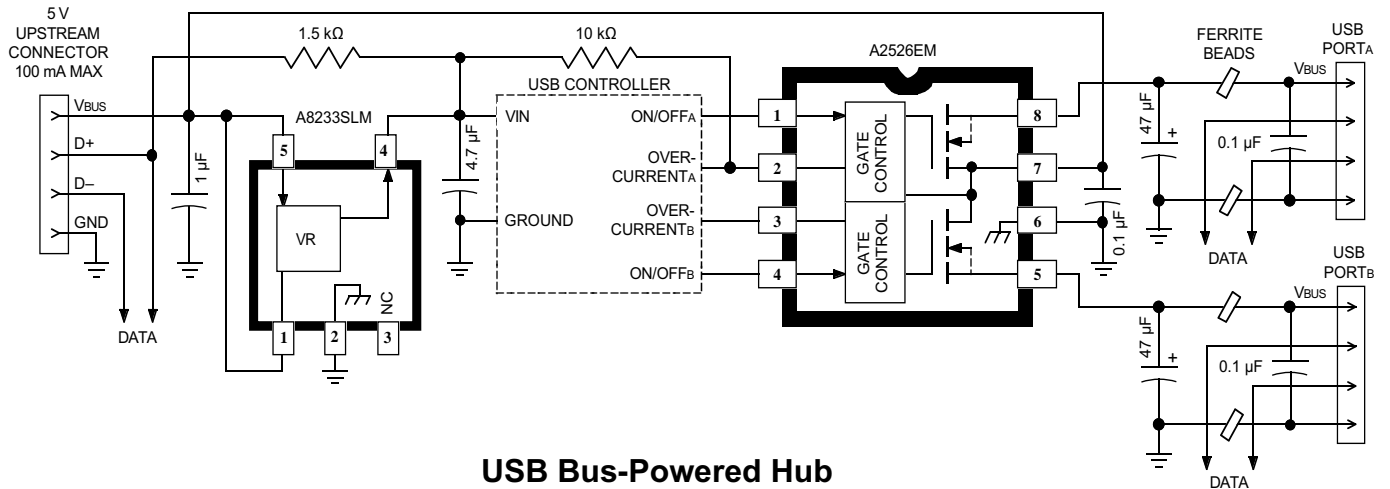 5 V
UPSTREAM
CONNECTOR
100 mA MAX
VBUS
D+
D–
GND
DATA
1 µF
1.5 kΩ
A8233SLM
5
4
VR
NC
1
2
3
4.7 µF
10 kΩ
USB CONTROLLER
VIN
GROUND
ON/OFFA
OVER-
CURRENTA
OVER-
CURRENTB
ON/OFFB
A2526EM
1
2
3
4
GATE
CONTROL
GATE
CONTROL
8
7
6
5
0.1 µF
FERRITE
BEADS
USB
PORTA
VBUS
47 µF
+
0.1 µF
DATA
USB
PORTB
VBUS
47 µF
+
0.1 µF
DATA
USB Bus-Powered Hub